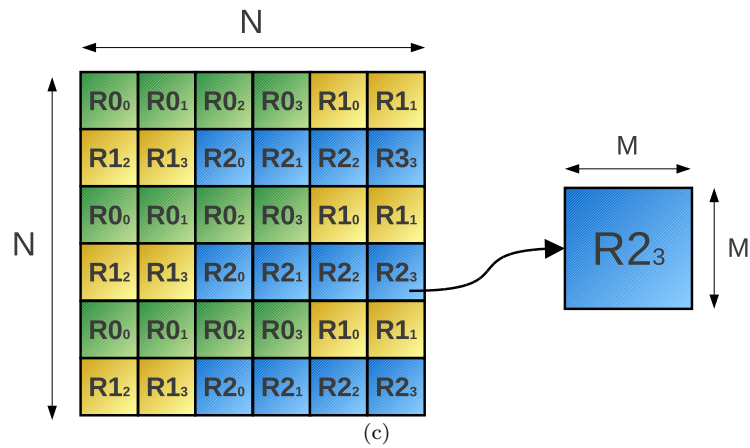 N
R0₀ R0₁ R0₂ R0₃ R1₀ R1₁
R1₂ R1₃ R2₀ R2₁ R2₂ R3₃
M
R0₀ R0₁ R0₂ R0₃ R1₀ R1₁
N
R2₃
M
R1₂ R1₃ R2₀ R2₁ R2₂ R2₃
R0₀ R0₁ R0₂ R0₃ R1₀ R1₁
R1₂ R1₃ R2₀ R2₁ R2₂ R2₃
(c)